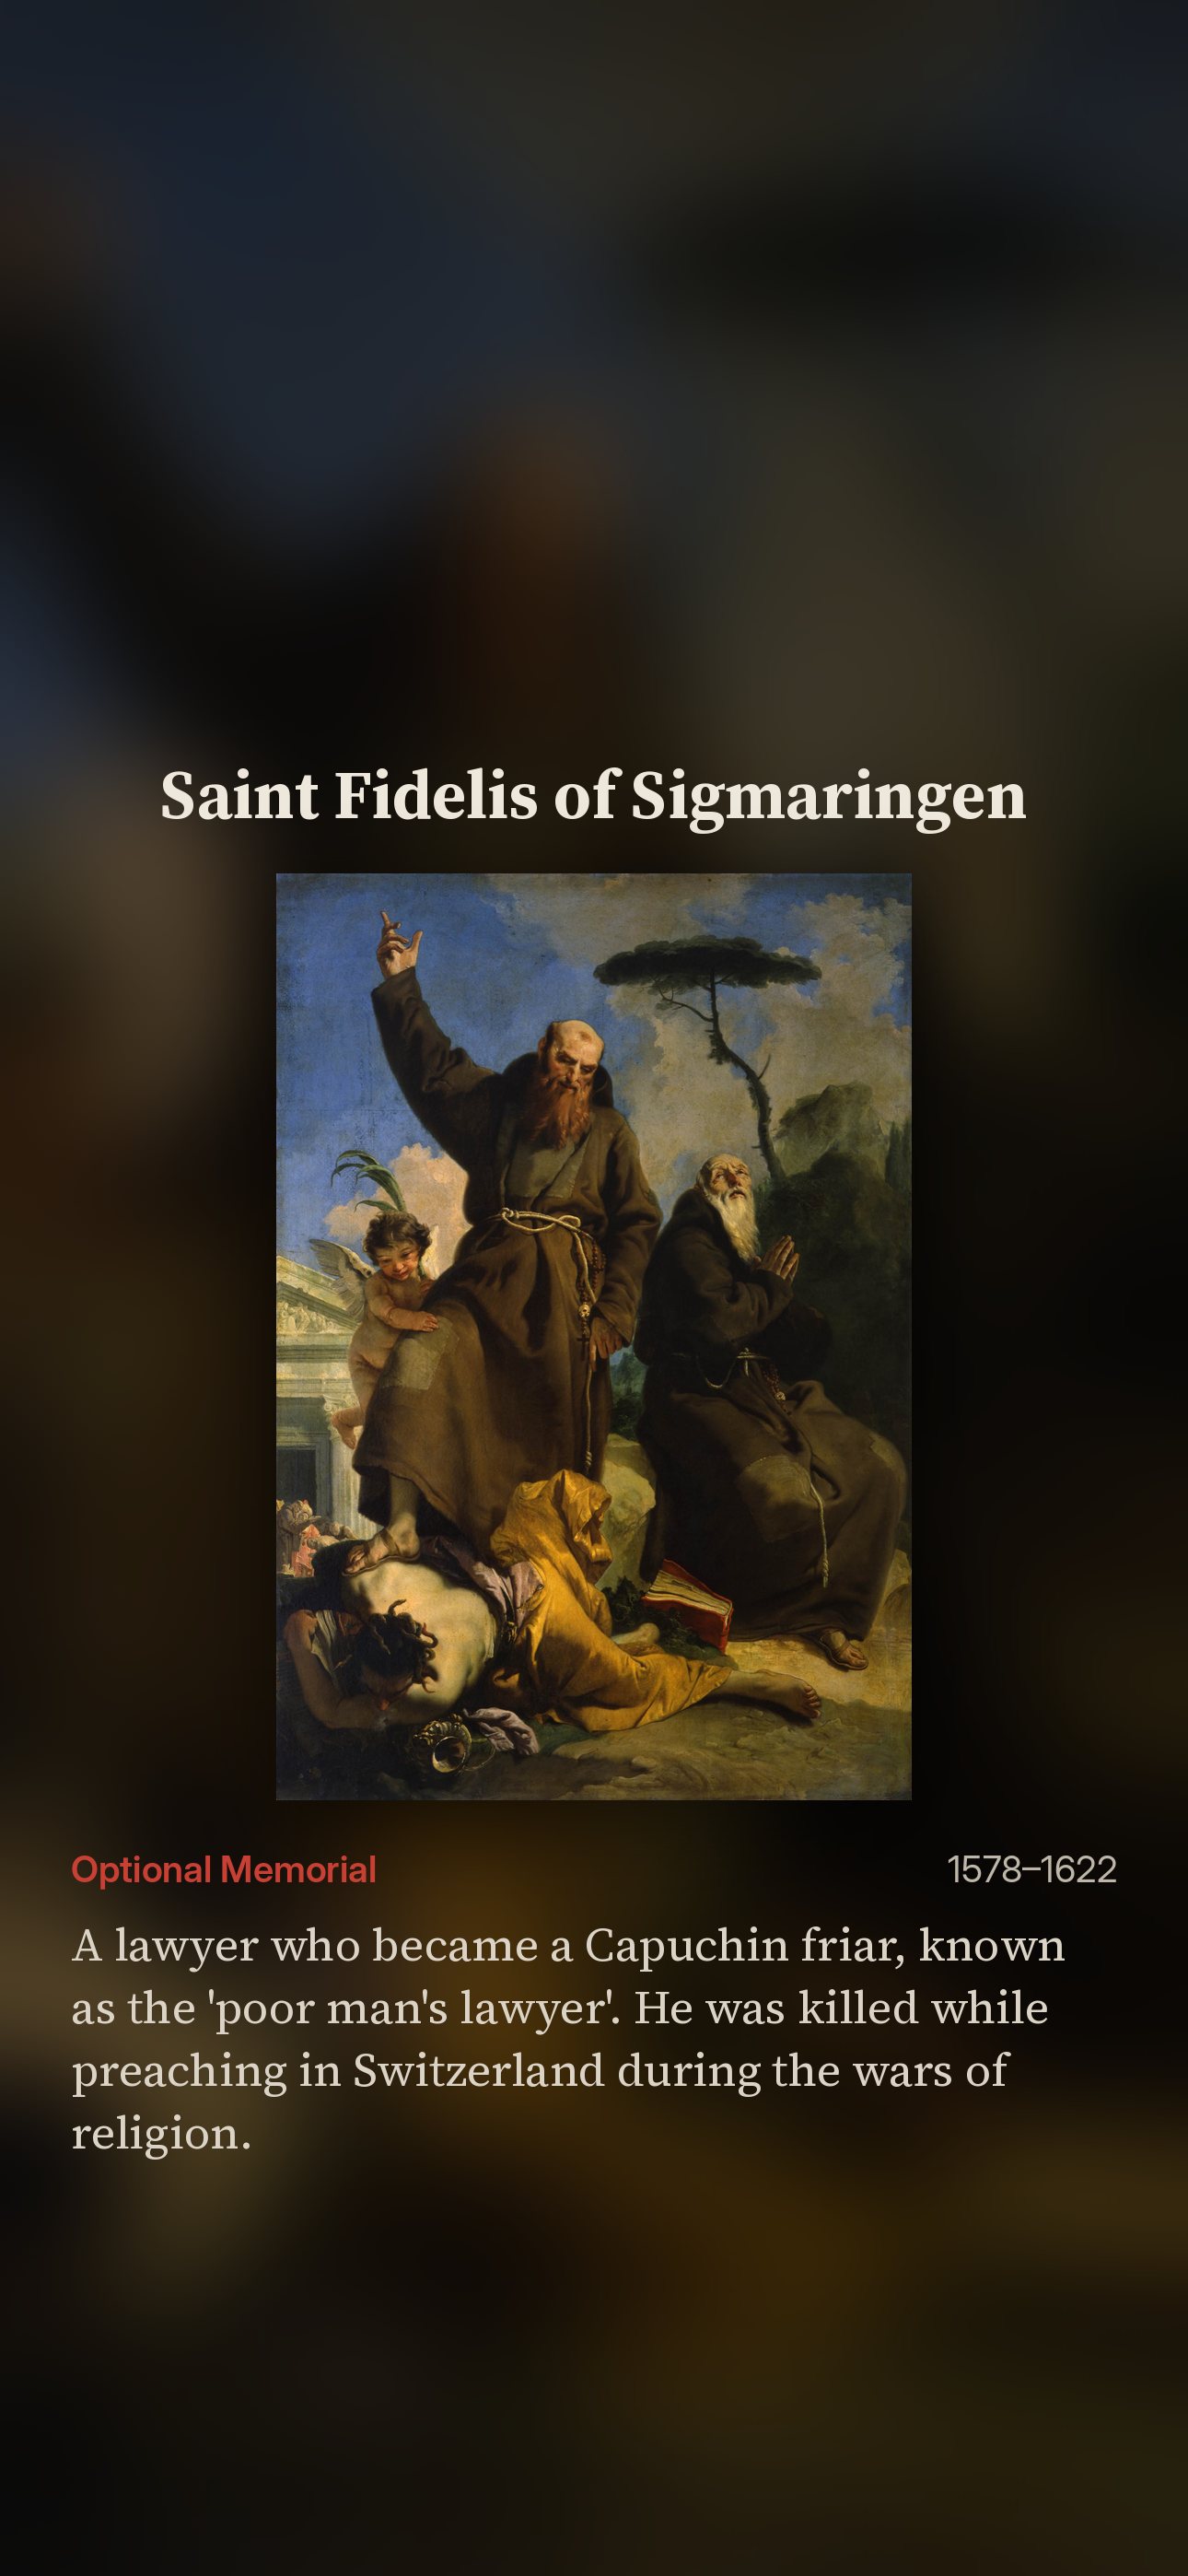 Saint Fidelis of Sigmaringen
Optional Memorial
1578–1622
A lawyer who became a Capuchin friar, known
as the 'poor man's lawyer'. He was killed while
preaching in Switzerland during the wars of
religion.